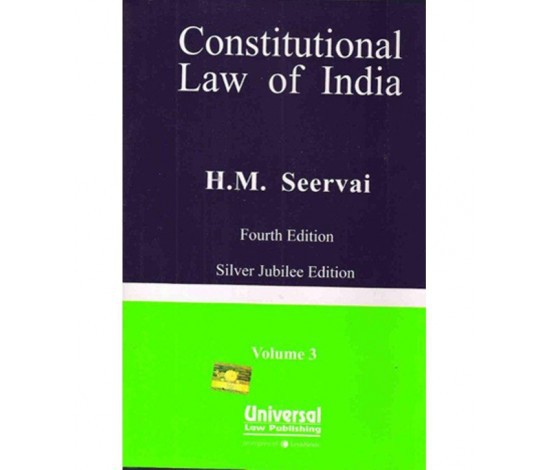 Constitutional
Law of India
H.M. Seervai
Fourth Edition
Silver Jubilee Edition
Volume 3
Universal
Law Publishing